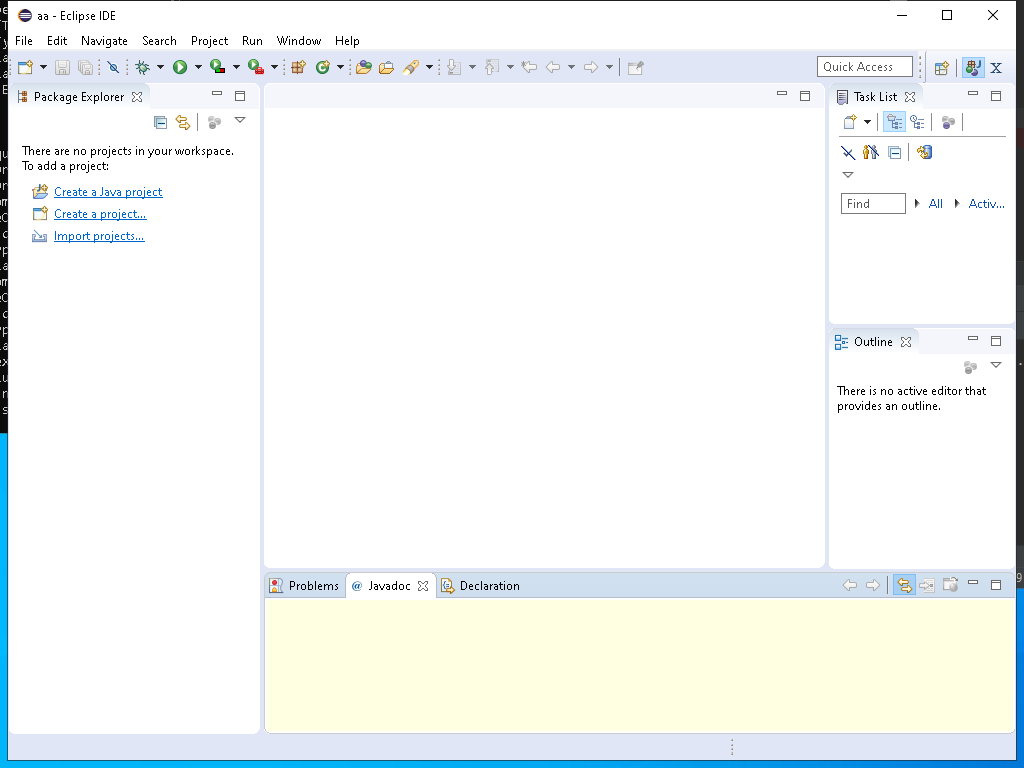 aa - Eclipse IDE
File Edit Navigate Search Project Run Window Help
Quick Access
Package Explorer
There are no projects in your workspace.
To add a project:
Create a Java project
Create a project...
Import projects...
Task List
Find All Activ...
Outline
There is no active editor that
provides an outline.
Problems @ Javadoc Declaration